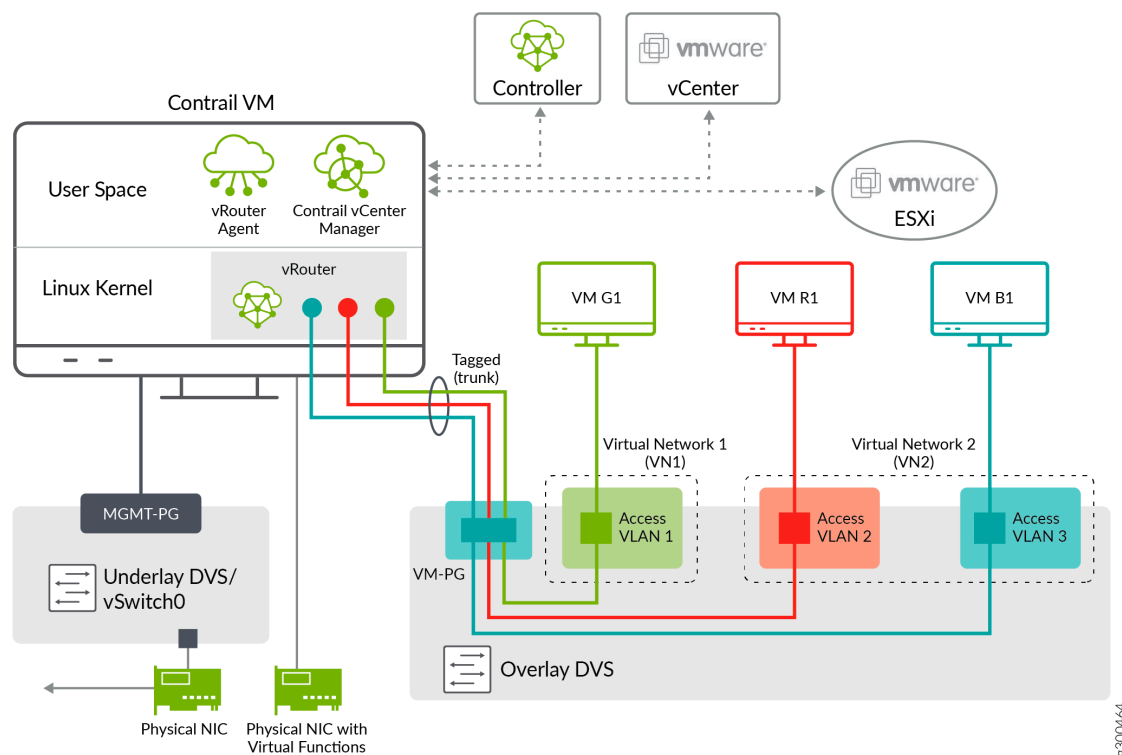 Controller
vmware®
vCenter
Contrail VM
User Space
vRouter
Agent
Contrail vCenter
Manager
vmware®
ESXi
Linux Kernel
vRouter
VM G1
VM R1
VM B1
Tagged
(trunk)
Virtual Network 1
(VN1)
Virtual Network 2
(VN2)
MGMT-PG
Access
VLAN 1
Access
VLAN 2
Access
VLAN 3
VM-PG
Underlay DVS/
vSwitch0
Overlay DVS
Physical NIC
Physical NIC with
Virtual Functions
g300464